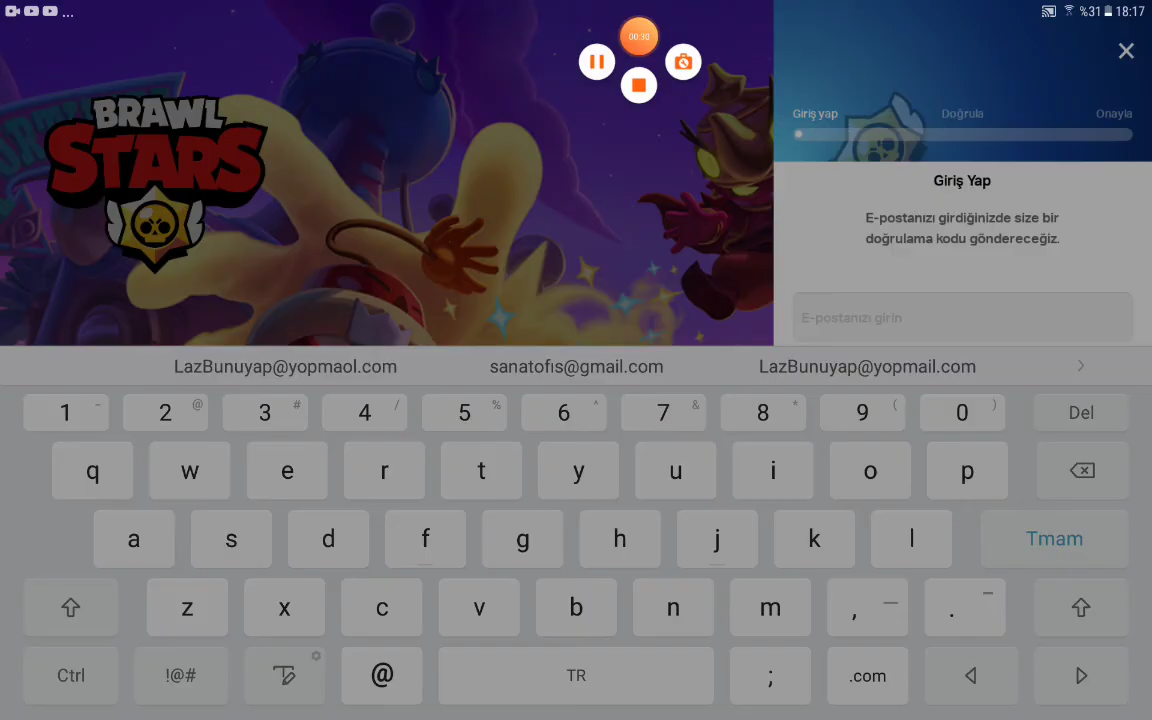 ... %31 18:17
00:30
BRAWL
STARS
Giriş yap Doğrula Onayla
Giriş Yap
E-postanızı girdiğinizde size bir
doğrulama kodu göndereceğiz.
E-postanızı girin
LazBunuyap@yopmaol.com sanatofıs@gmail.com LazBunuyap@yopmail.com >
1 - 2 @ 3 # 4 / 5 % 6 ^ 7 & 8 * 9 ( 0 ) Del
q w e r t y u i o p
a s d f g h j k l Tmam
z x c v b n m , .
Ctrl !@# T @ TR ; .com